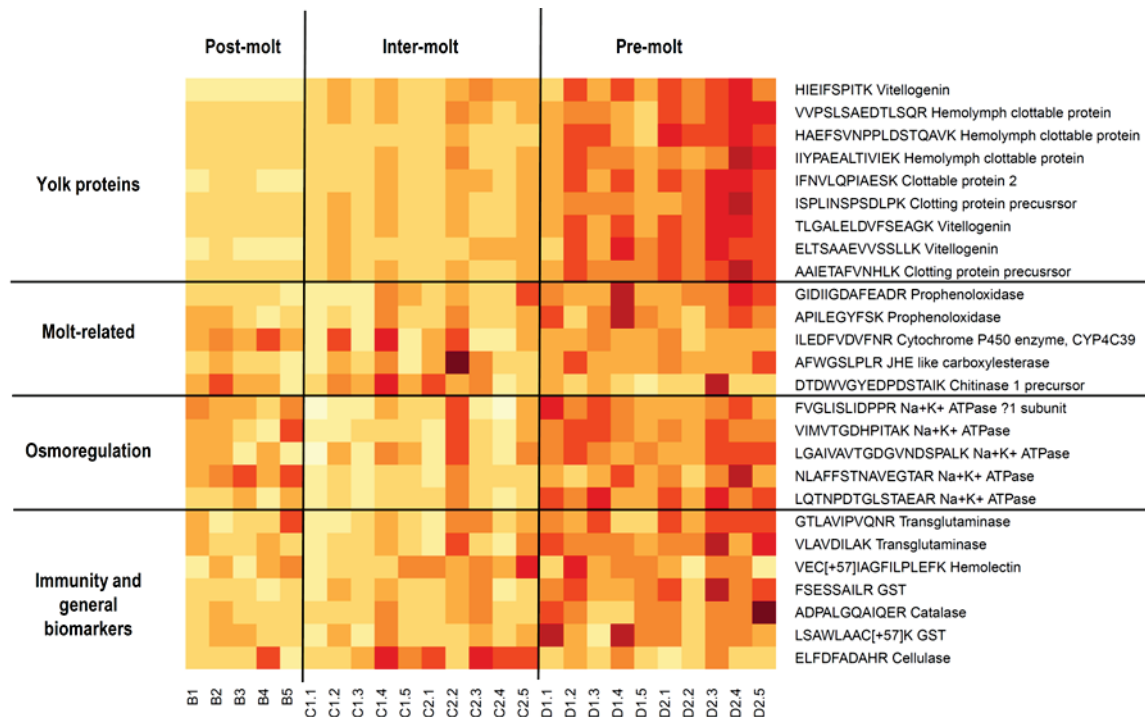 Post-molt Inter-molt Pre-molt
Yolk proteins
Molt-related
Osmoregulation
Immunity and
general
biomarkers
HIEIFSPITK Vitellogenin
VVPSLSAEDTLSQR Hemolymph clottable protein
HAEFSVNPPLDSTQAVK Hemolymph clottable protein
IIYPAEALTIVIEK Hemolymph clottable protein
IFNVLQPIAESK Clottable protein 2
ISPLINSPSDLPK Clotting protein precusrsor
TLGALELDVFSEAGK Vitellogenin
ELTSAAEVVSSLLK Vitellogenin
AAIETAFVNHLK Clotting protein precusrsor
GIDIIGDAFEADR Prophenoloxidase
APILEGYFSK Prophenoloxidase
ILEDFVDVFNR Cytochrome P450 enzyme, CYP4C39
AFWGSLPLR JHE like carboxylesterase
DTDWVGYEDPDSTAIK Chitinase 1 precursor
FVGLISLIDPPR Na+K+ ATPase ?1 subunit
VIMVTGDHPITAK Na+K+ ATPase
LGAIVAVTGDGVNDSPALK Na+K+ ATPase
NLAFFSTNAVEGTAR Na+K+ ATPase
LQTNPDTGLSTAEAR Na+K+ ATPase
GTLAVIPVQNR Transglutaminase
VLAVDILAK Transglutaminase
VEC[+57]IAGFILPLEFK Hemolectin
FSESSAILR GST
ADPALGQAIQER Catalase
LSAWLAAC[+57]K GST
ELFDFADAHR Cellulase
B1 B2 B3 B4 B5 C1.1 C1.2 C1.3 C1.4 C1.5 C2.1 C2.2 C2.3 C2.4 C2.5 D1.1 D1.2 D1.3 D1.4 D1.5 D2.1 D2.2 D2.3 D2.4 D2.5